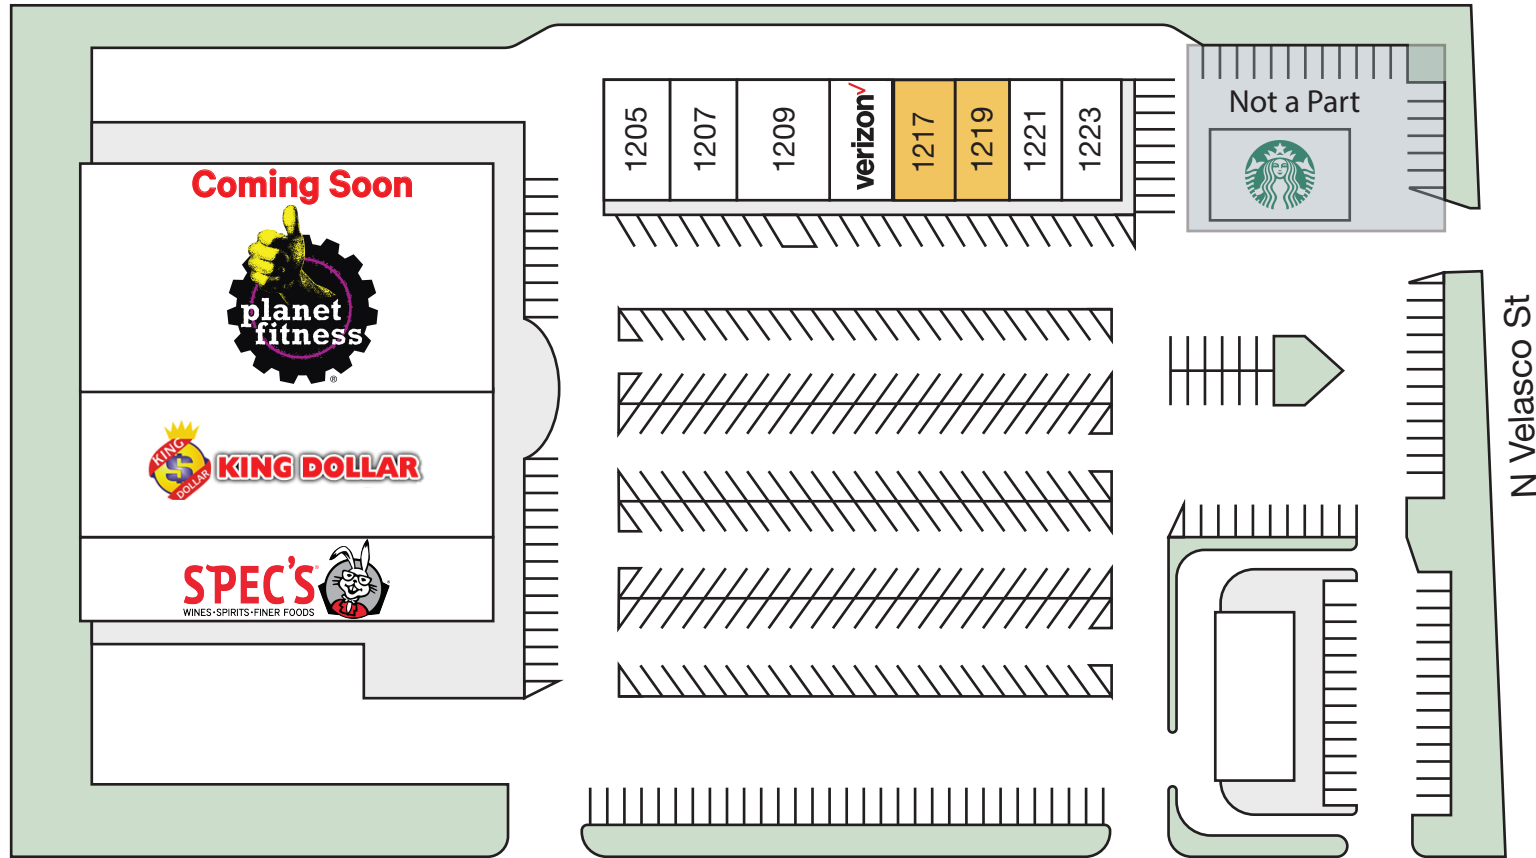 Coming Soon
planet
fitness
®
KING
DOLLAR
KING DOLLAR
SPEC'S
WINES·SPIRITS·FINER FOODS
1205
1207
1209
verizon
1217
1219
1221
1223
Not a Part
N Velasco St